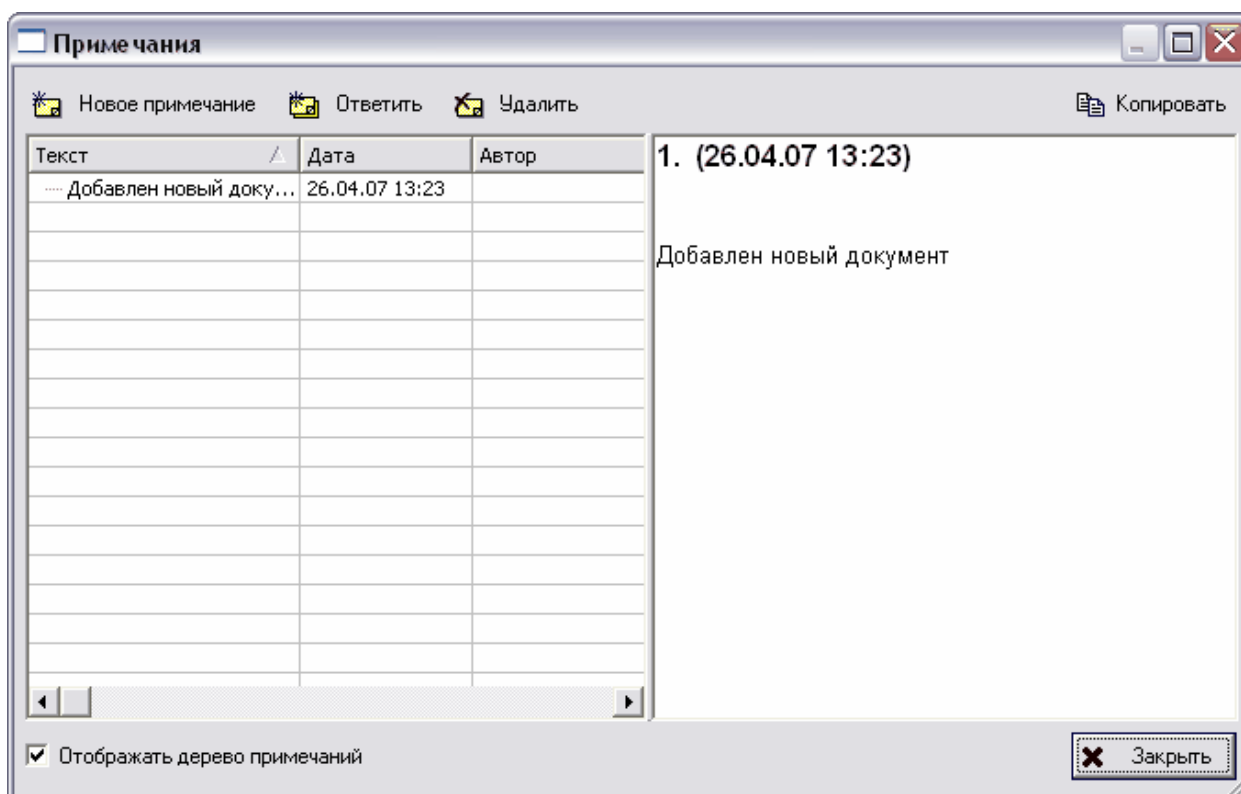 Примечания
Новое примечание Ответить Удалить Копировать
Текст Дата Автор
Добавлен новый доку... 26.04.07 13:23
1. (26.04.07 13:23)
Добавлен новый документ
Отображать дерево примечаний Закрыть